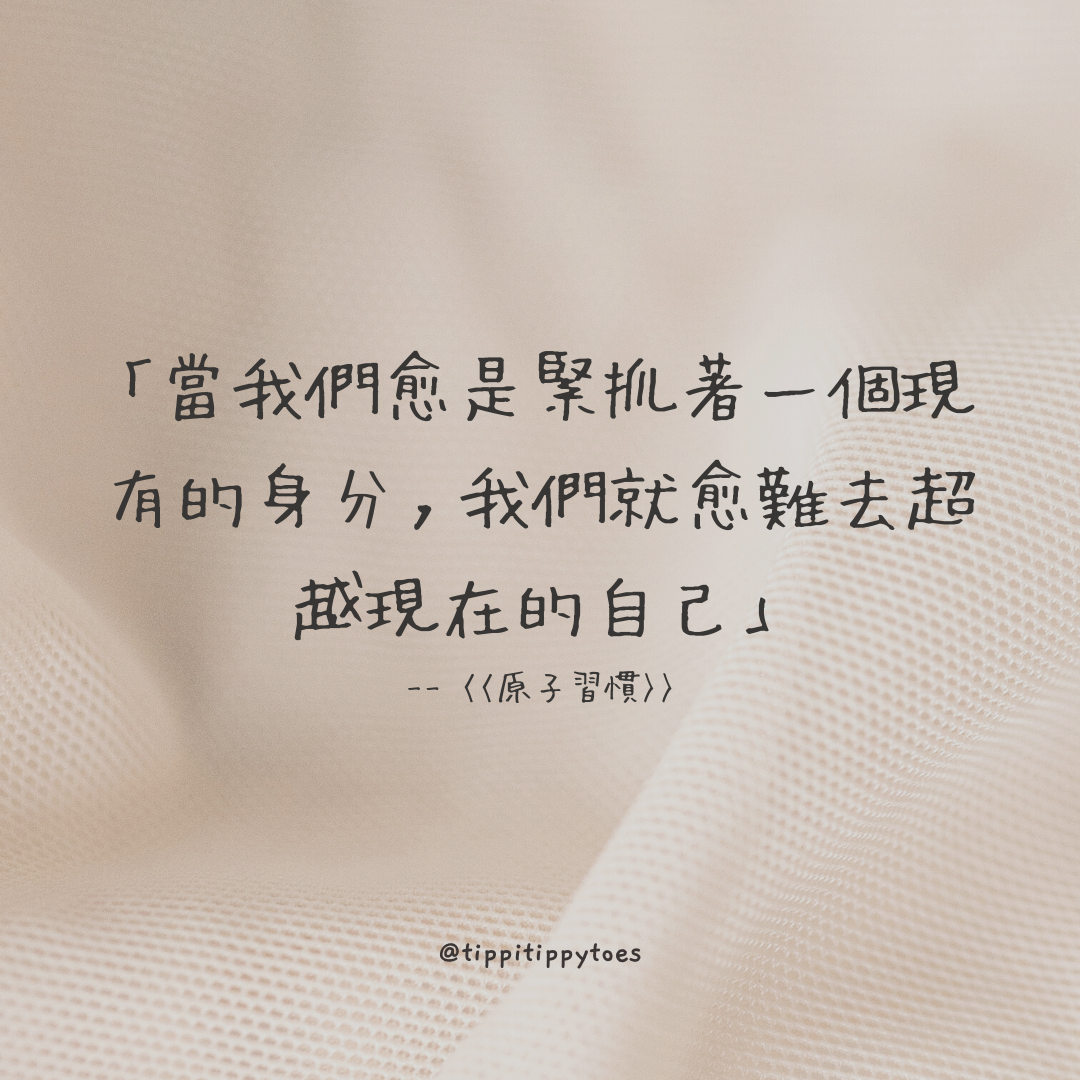 「當我們愈是緊抓著一個現
有的身分，我們就愈難去超
越現在的自己」
-- 〈〈原子習慣〉〉
@tippitippytoes